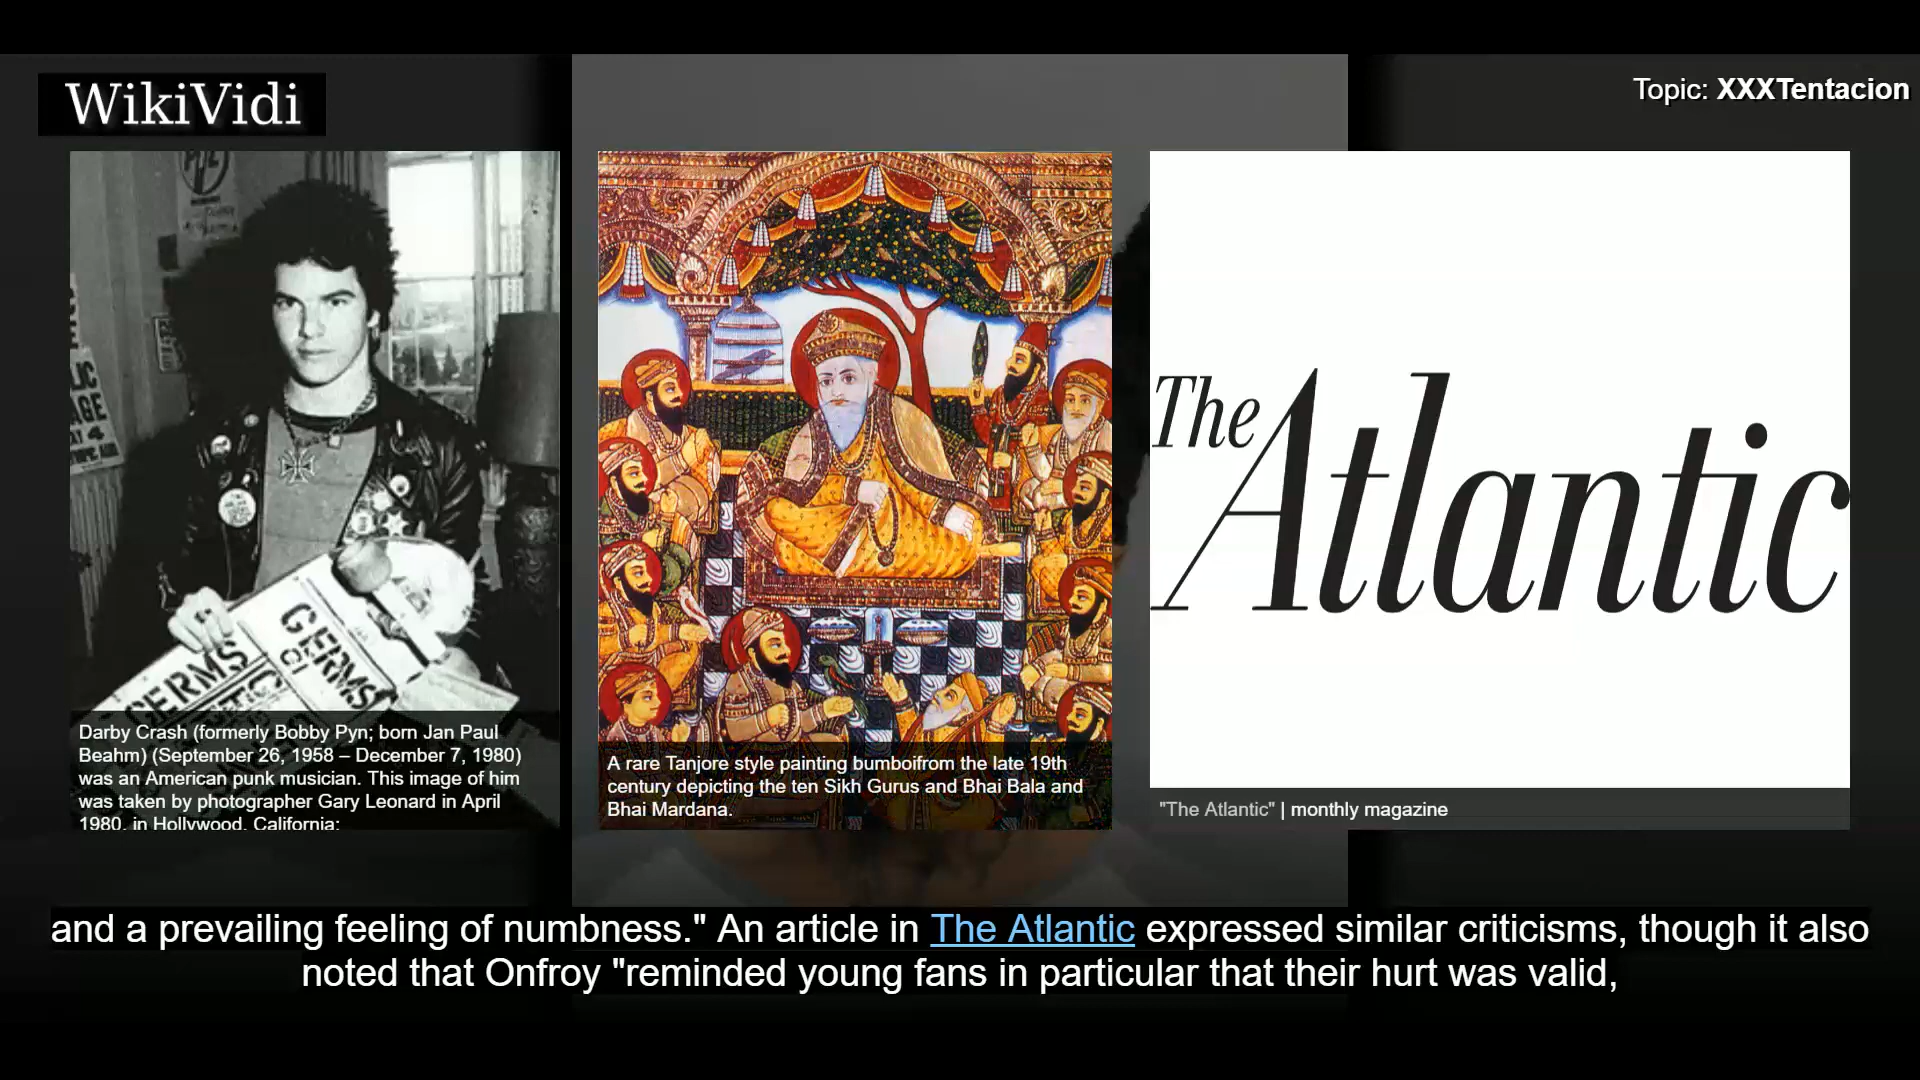 WikiVidi
Topic: XXXTentacion
GERMS
GERMS
CI
Darby Crash (formerly Bobby Pyn; born Jan Paul
Beahm) (September 26, 1958 – December 7, 1980)
was an American punk musician. This image of him
was taken by photographer Gary Leonard in April
1980, in Hollywood, California:
A rare Tanjore style painting bumboifrom the late 19th
century depicting the ten Sikh Gurus and Bhai Bala and
Bhai Mardana.
The
Atlantic
"The Atlantic" | monthly magazine
and a prevailing feeling of numbness." An article in The Atlantic expressed similar criticisms, though it also
noted that Onfroy "reminded young fans in particular that their hurt was valid,